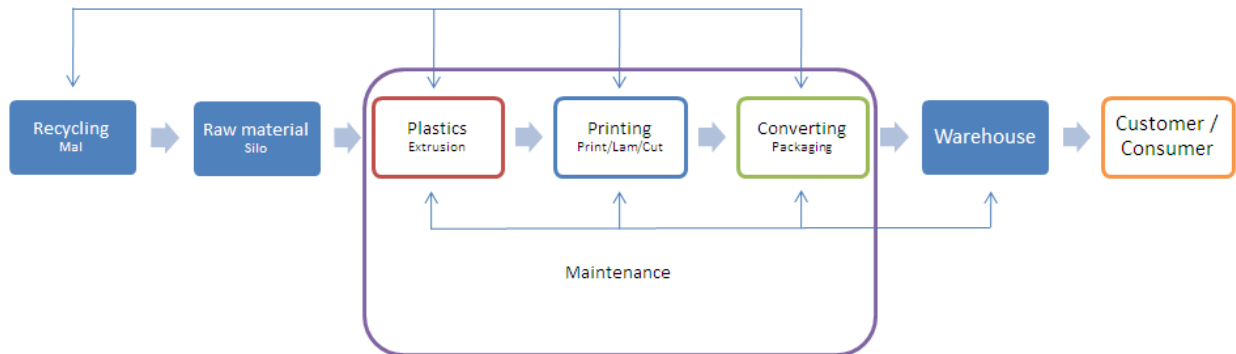 Recycling
Mal
Raw material
Silo
Plastics
Extrusion
Printing
Print/Lam/Cut
Converting
Packaging
Warehouse
Customer /
Consumer
Maintenance